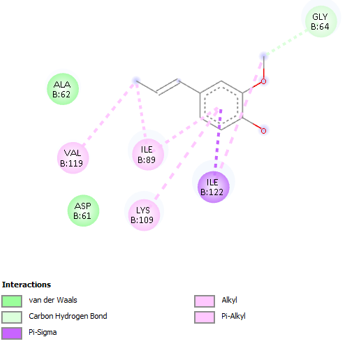 GLY
B:64
ALA
B:62
VAL
B:119
ILE
B:89
ILE
B:122
ASP
B:61
LYS
B:109
Interactions
van der Waals
Carbon Hydrogen Bond
Pi-Sigma
Alkyl
Pi-Alkyl